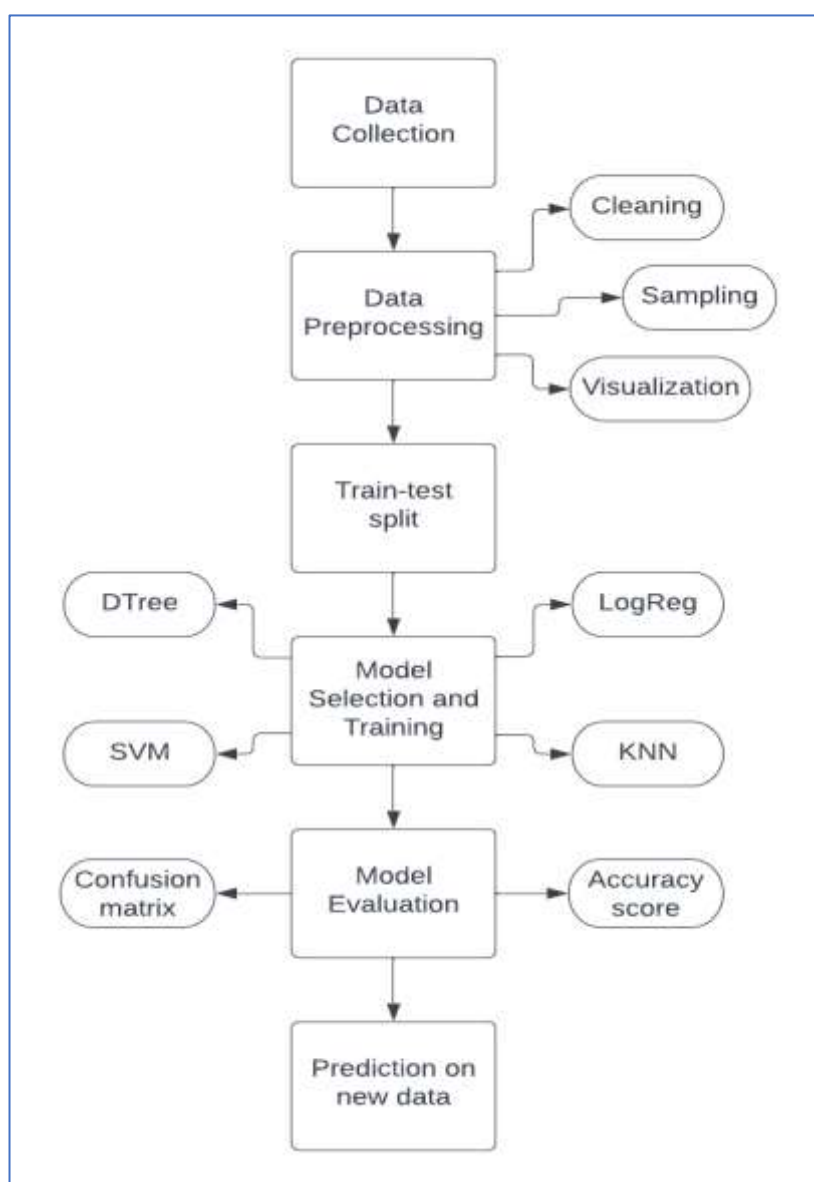 Data
Collection
Cleaning
Data
Preprocessing
Sampling
Visualization
Train-test
split
DTree
LogReg
Model
Selection and
Training
SVM
KNN
Confusion
matrix
Model
Evaluation
Accuracy
score
Prediction on
new data